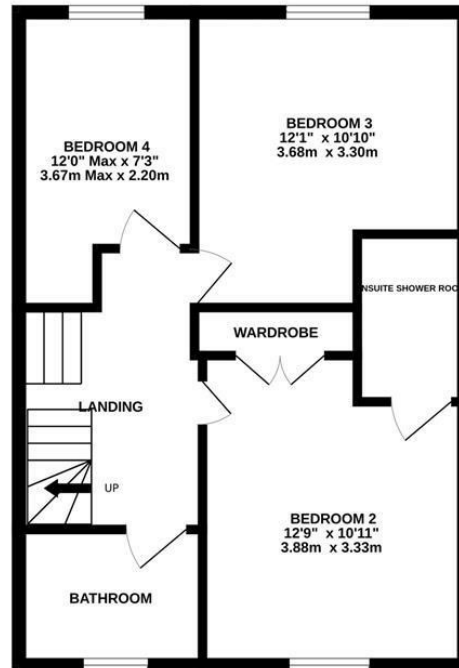 BEDROOM 4
12'0" Max x 7'3"
3.67m Max x 2.20m
BEDROOM 3
12'1" x 10'10"
3.68m x 3.30m
NSUITE SHOWER ROO
WARDROBE
LANDING
UP
BEDROOM 2
12'9" x 10'11"
3.88m x 3.33m
BATHROOM